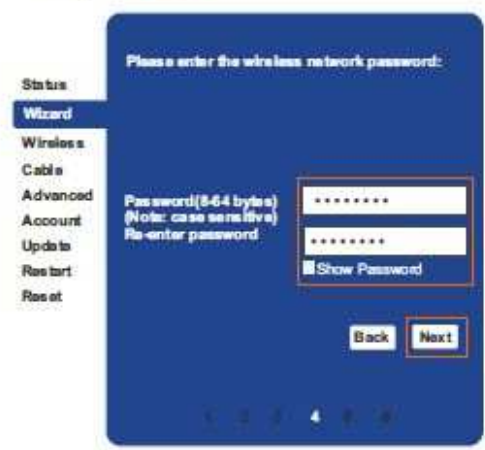 Please enter the wireless network password:
Status
Wizard
Wireless
Cable
Advanced
Account
Update
Restart
Reset
Password(8-64 bytes)
(Note: case sensitive)
Re-enter password
********
********
Show Password
Back Next
1 2 3 4 5 6